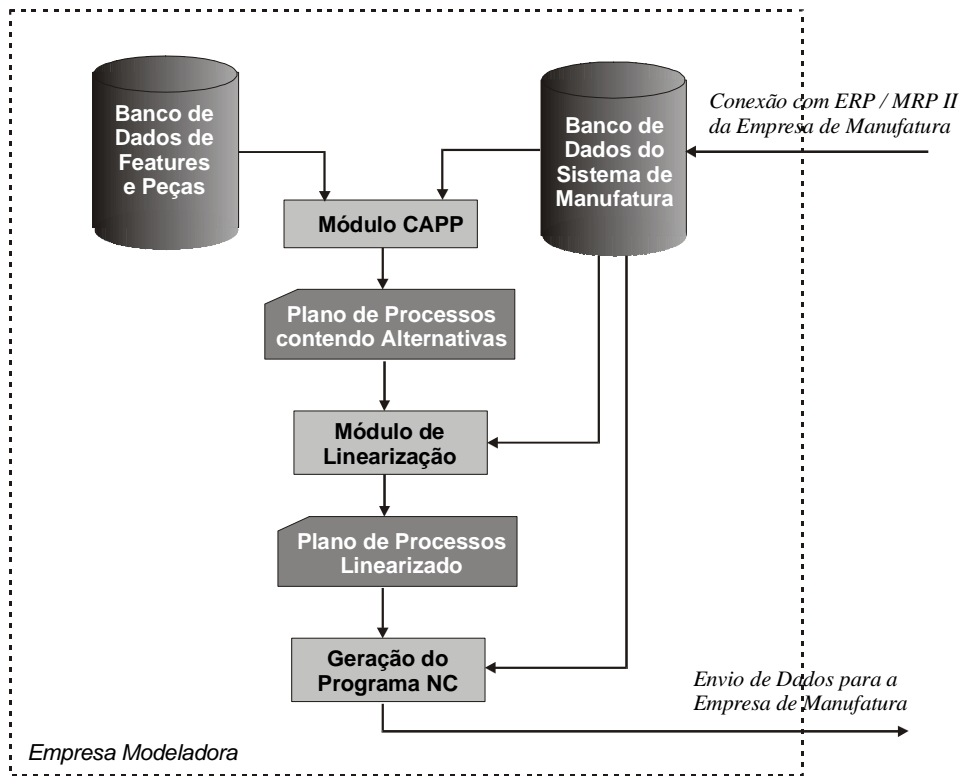 Banco de
Dados de
Features
e Peças
Banco de
Dados do
Sistema de
Manufatura
Conexão com ERP / MRP II
da Empresa de Manufatura
Módulo CAPP
Plano de Processos
contendo Alternativas
Módulo de
Linearização
Plano de Processos
Linearizado
Geração do
Programa NC
Envio de Dados para a
Empresa de Manufatura
Empresa Modeladora